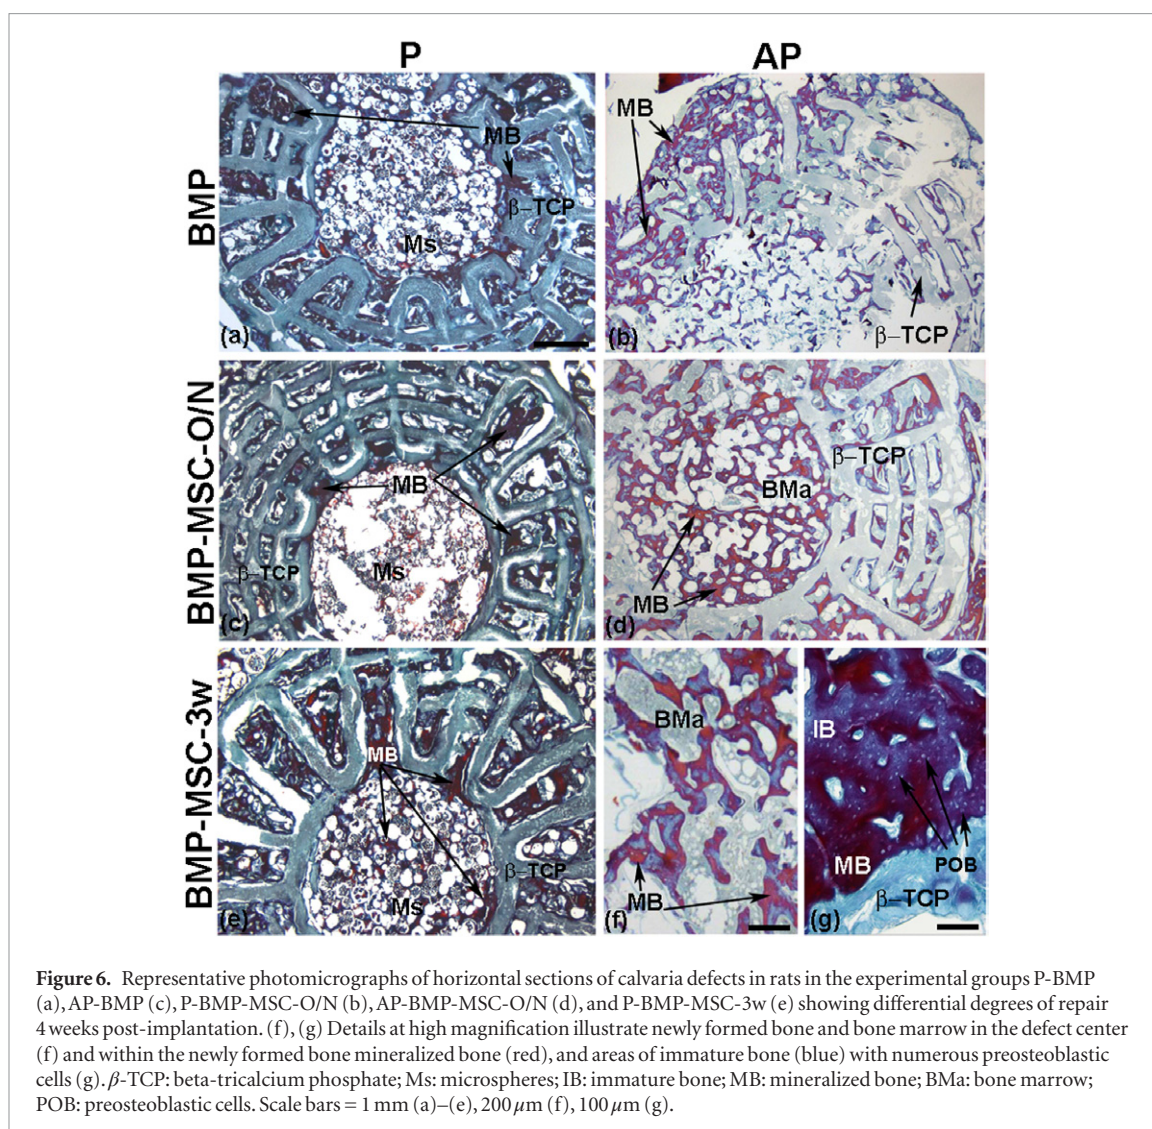 P
AP
BMP
MB
β–TCP
Ms
(a)
MB
β–TCP
(b)
BMP-MSC-O/N
MB
β–TCP
Ms
(c)
β–TCP
BMa
MB
(d)
BMP-MSC-3w
MB
β–TCP
Ms
(e)
BMa
MB
(f)
IB
MB
POB
β–TCP
(g)
Figure 6. Representative photomicrographs of horizontal sections of calvaria defects in rats in the experimental groups P-BMP
(a), AP-BMP (c), P-BMP-MSC-O/N (b), AP-BMP-MSC-O/N (d), and P-BMP-MSC-3w (e) showing differential degrees of repair
4 weeks post-implantation. (f), (g) Details at high magnification illustrate newly formed bone and bone marrow in the defect center
(f) and within the newly formed bone mineralized bone (red), and areas of immature bone (blue) with numerous preosteoblastic
cells (g). β-TCP: beta-tricalcium phosphate; Ms: microspheres; IB: immature bone; MB: mineralized bone; BMa: bone marrow;
POB: preosteoblastic cells. Scale bars = 1 mm (a)–(e), 200 μm (f), 100 μm (g).